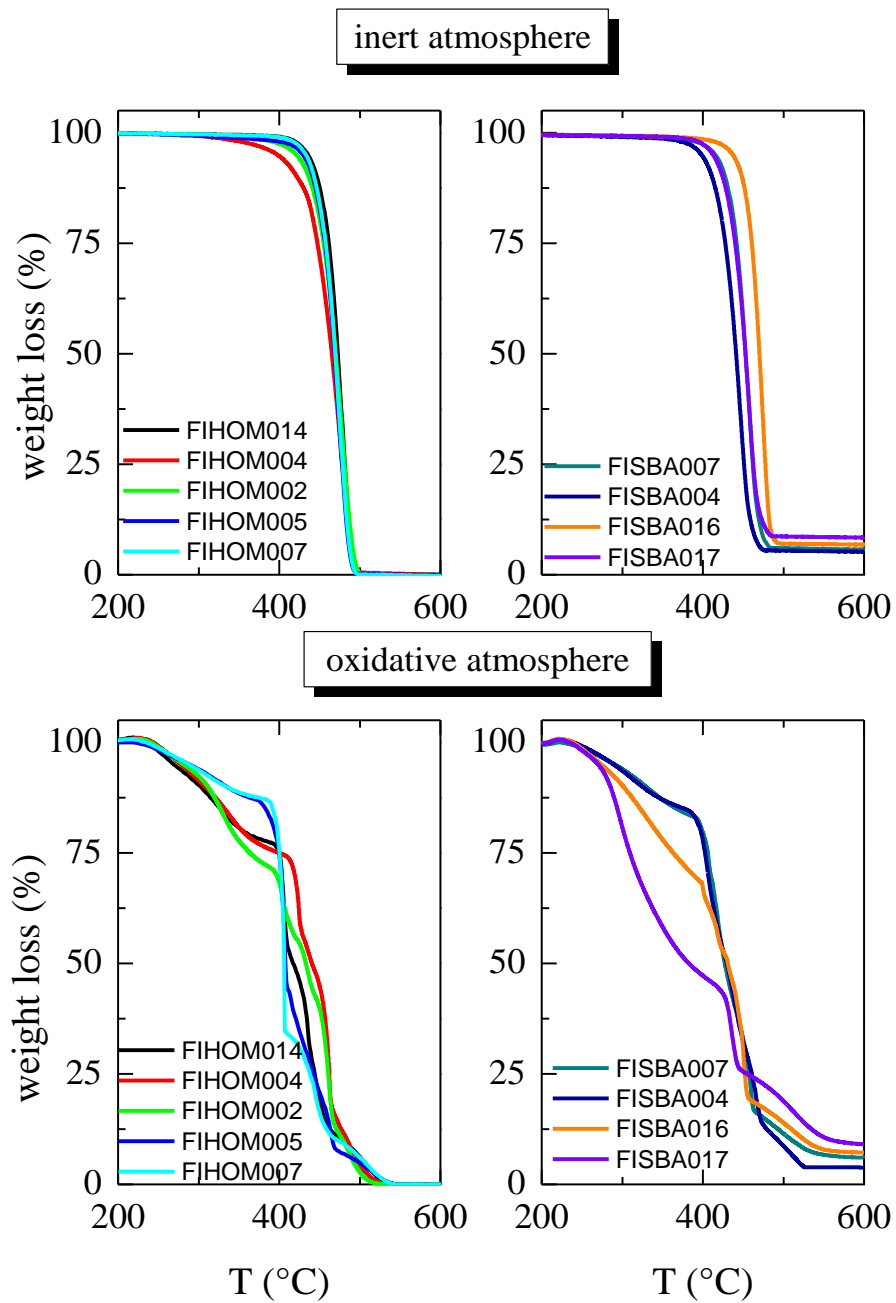 inert atmosphere
100
75
50
25
0
weight loss (%)
FIHOM014
FIHOM004
FIHOM002
FIHOM005
FIHOM007
200
400
600
100
75
50
25
0
FISBA007
FISBA004
FISBA016
FISBA017
200
400
600
oxidative atmosphere
100
75
50
25
0
weight loss (%)
FIHOM014
FIHOM004
FIHOM002
FIHOM005
FIHOM007
200
400
600
T (°C)
100
75
50
25
0
FISBA007
FISBA004
FISBA016
FISBA017
200
400
600
T (°C)